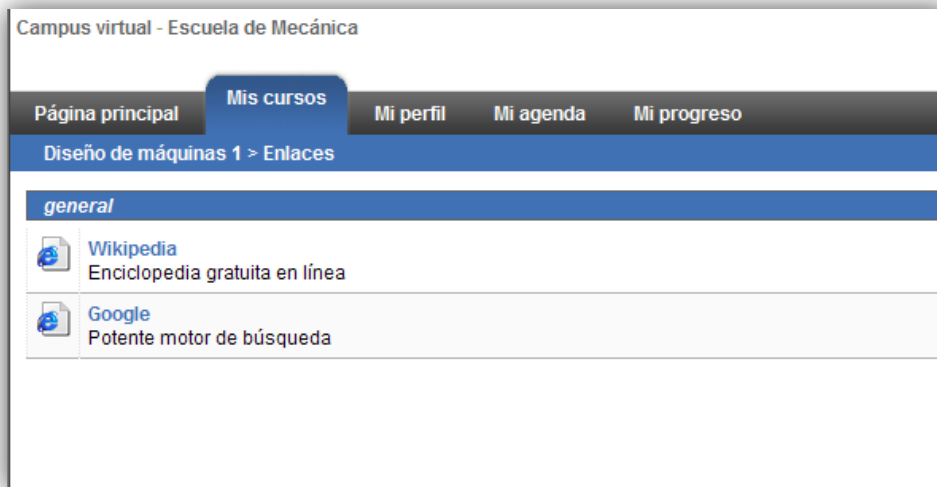 Campus virtual - Escuela de Mecánica
Página principal Mis cursos Mi perfil Mi agenda Mi progreso
Diseño de máquinas 1 > Enlaces
general
Wikipedia
Enciclopedia gratuita en línea
Google
Potente motor de búsqueda